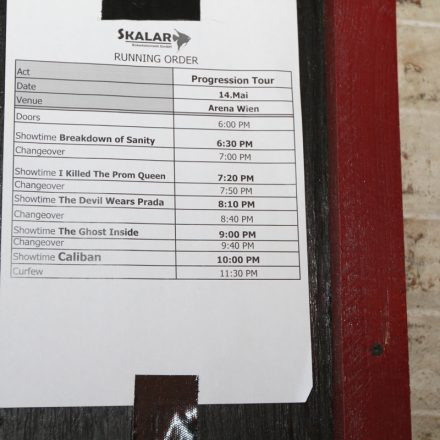 SKALAR
Entertainment GmbH
RUNNING ORDER
Act Progression Tour
Date 14.Mai
Venue Arena Wien
Doors 6:00 PM
Showtime Breakdown of Sanity 6:30 PM
Changeover 7:00 PM
Showtime I Killed The Prom Queen 7:20 PM
Changeover 7:50 PM
Showtime The Devil Wears Prada 8:10 PM
Changeover 8:40 PM
Showtime The Ghost Inside 9:00 PM
Changeover 9:40 PM
Showtime Caliban 10:00 PM
Curfew 11:30 PM